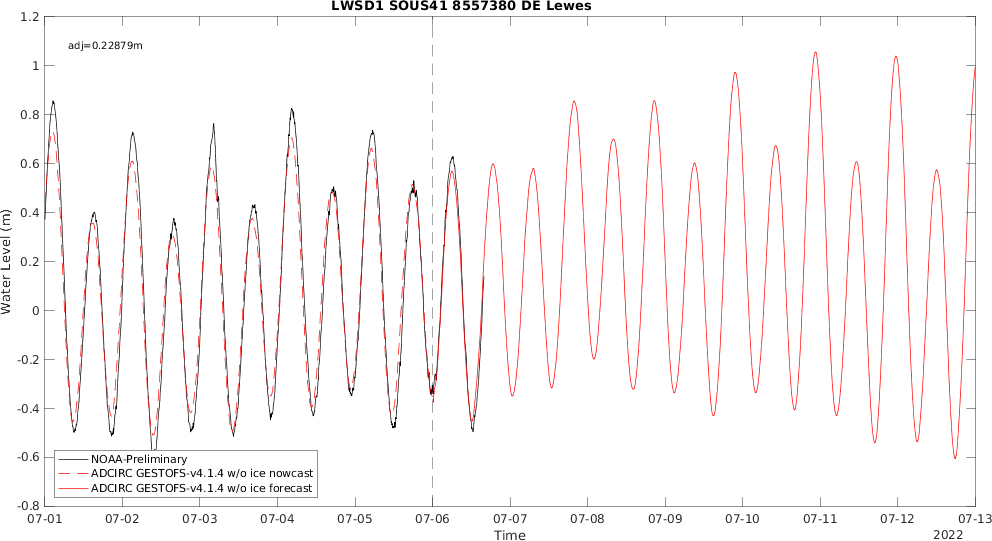 LWSD1 SOUS41 8557380 DE Lewes
1.2
1
0.8
0.6
0.4
0.2
0
-0.2
-0.4
-0.6
-0.8
Water Level (m)
adj=0.22879m
NOAA-Preliminary
ADCIRC GESTOFS-v4.1.4 w/o ice nowcast
ADCIRC GESTOFS-v4.1.4 w/o ice forecast
07-01 07-02 07-03 07-04 07-05 07-06 07-07 07-08 07-09 07-10 07-11 07-12 07-13
Time
2022